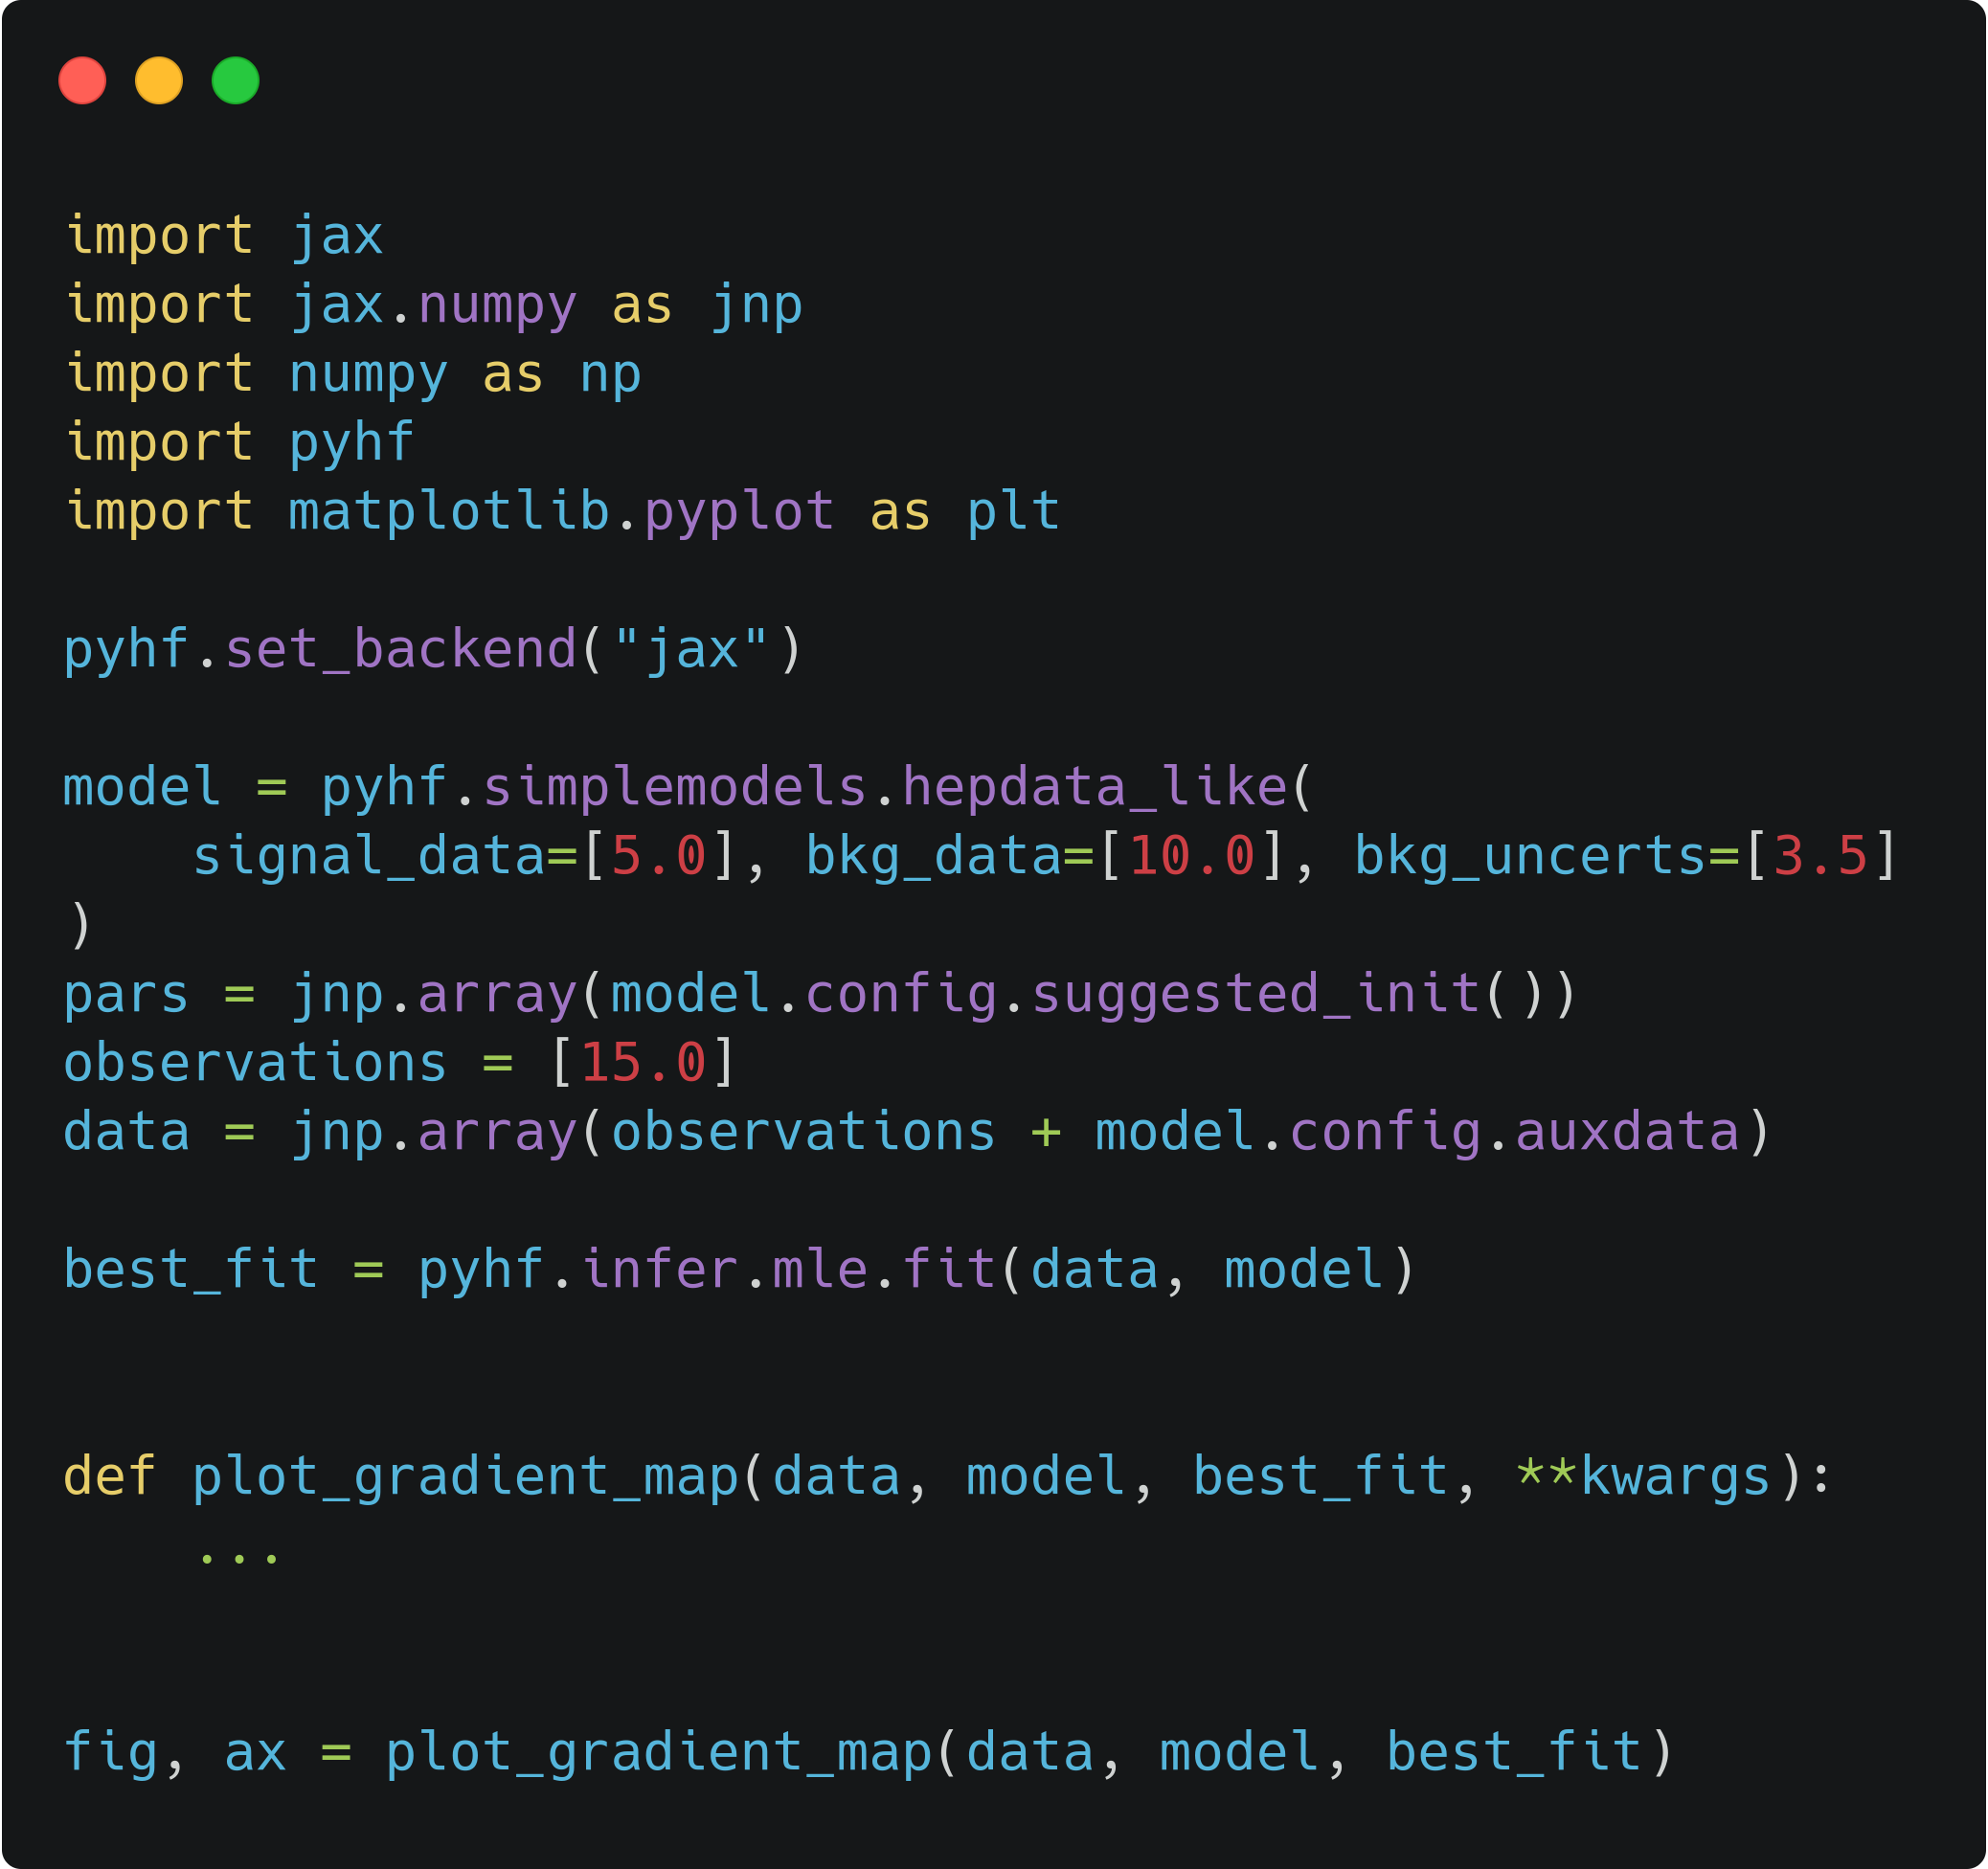 import jax
import jax.numpy as jnp
import numpy as np
import pyhf
import matplotlib.pyplot as plt

pyhf.set_backend("jax")

model = pyhf.simplemodels.hepdata_like(
    signal_data=[5.0], bkg_data=[10.0], bkg_uncerts=[3.5]
)
pars = jnp.array(model.config.suggested_init())
observations = [15.0]
data = jnp.array(observations + model.config.auxdata)

best_fit = pyhf.infer.mle.fit(data, model)


def plot_gradient_map(data, model, best_fit, **kwargs):
    ...


fig, ax = plot_gradient_map(data, model, best_fit)